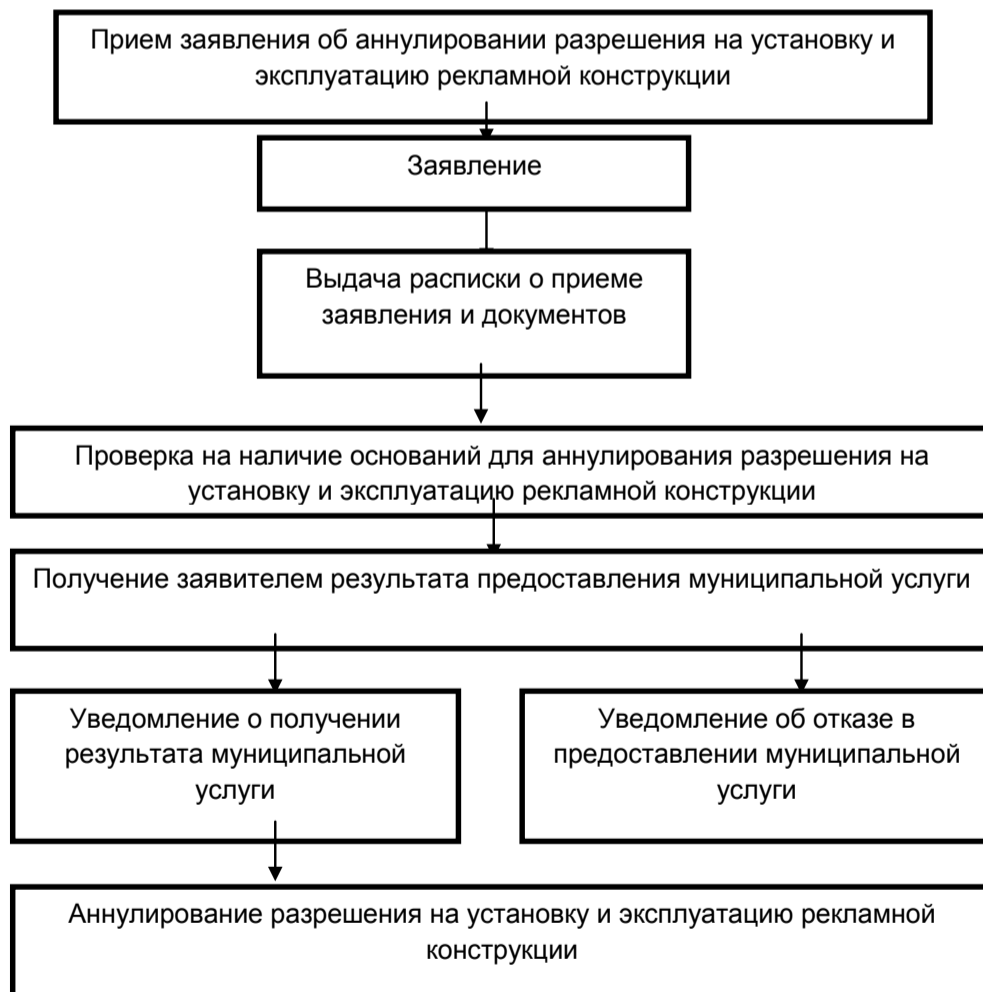 Прием заявления об аннулировании разрешения на установку и
эксплуатацию рекламной конструкции
Заявление
Выдача расписки о приеме
заявления и документов
Проверка на наличие оснований для аннулирования разрешения на
установку и эксплуатацию рекламной конструкции
Получение заявителем результата предоставления муниципальной услуги
Уведомление о получении
результата муниципальной
услуги
Уведомление об отказе в
предоставлении муниципальной
услуги
Аннулирование разрешения на установку и эксплуатацию рекламной
конструкции